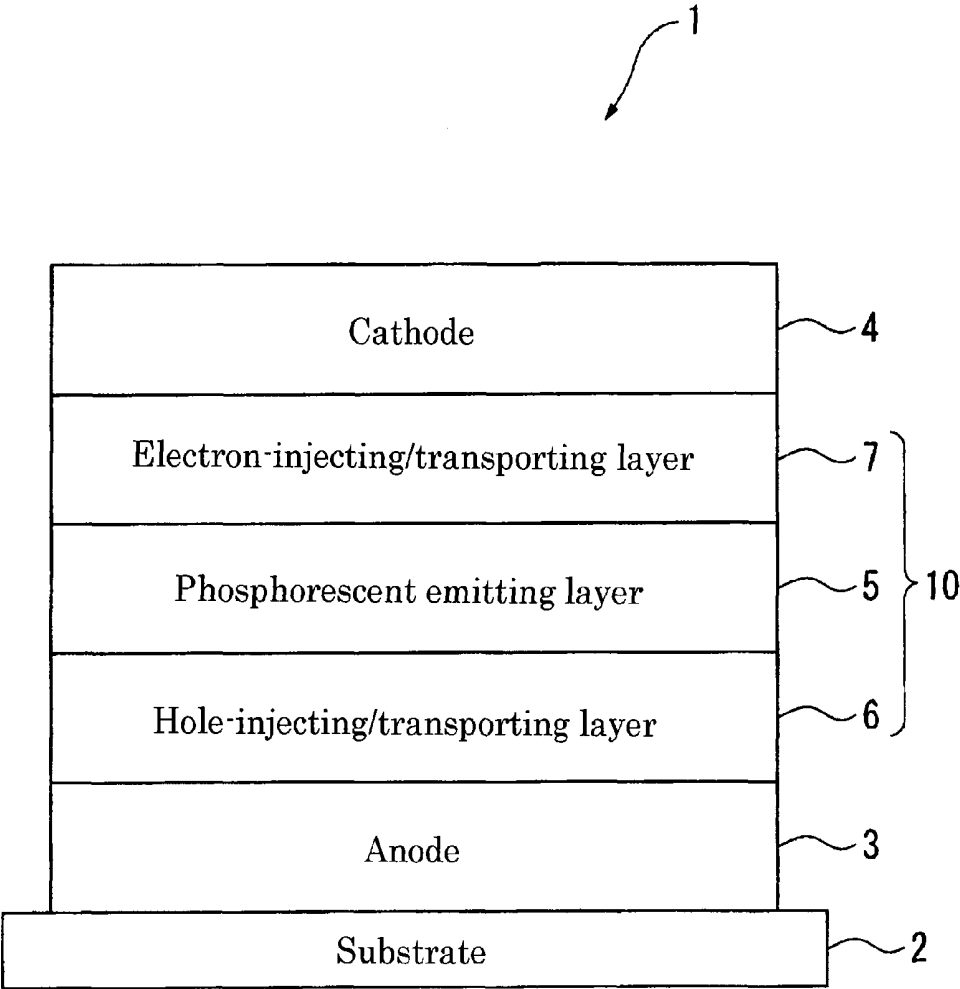 1
Cathode
4
Electron-injecting/transporting layer
7
Phosphorescent emitting layer
5
10
Hole-injecting/transporting layer
6
Anode
3
Substrate
2